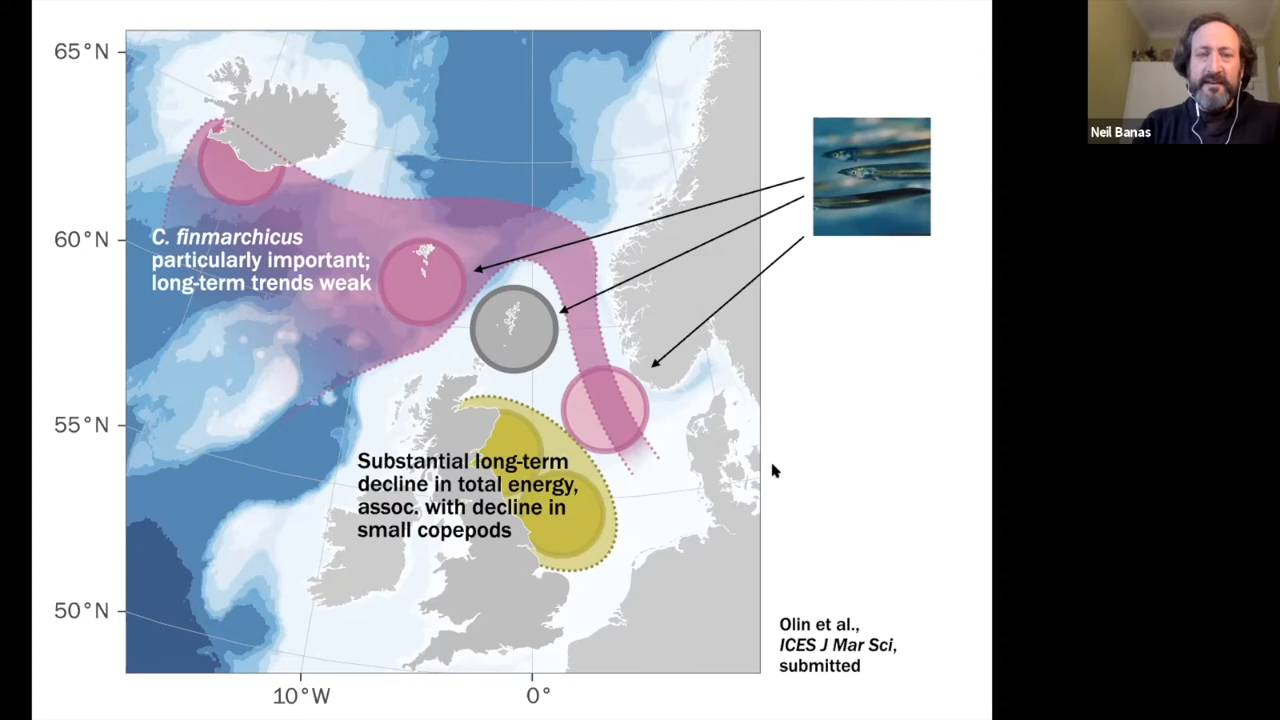 65°N
60°N
55°N
50°N
10°W
0°
C. finmarchicus
particularly important;
long-term trends weak
Substantial long-term
decline in total energy,
assoc. with decline in
small copepods
Olin et al.,
ICES J Mar Sci,
submitted
Neil Banas